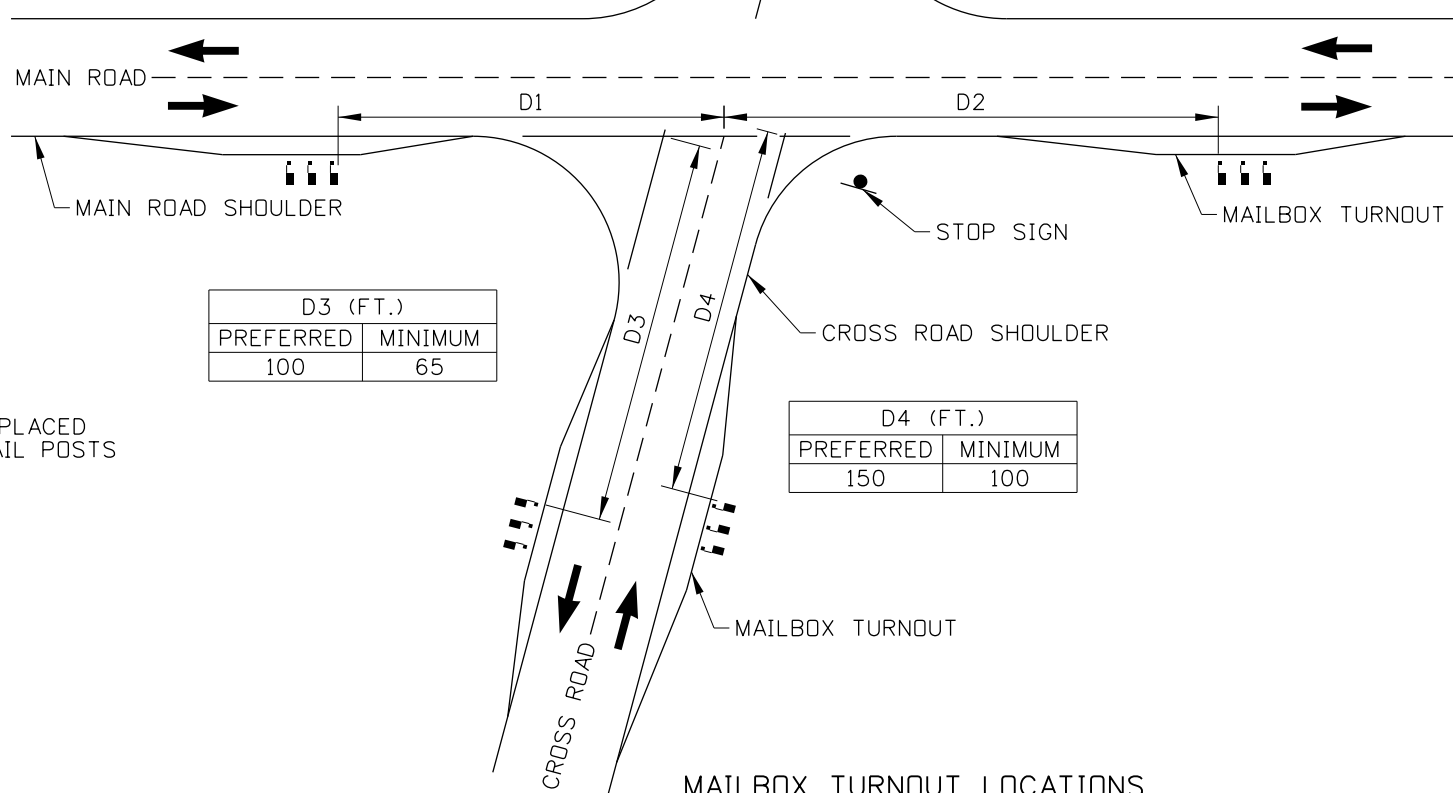 MAIN ROAD
D1
D2
MAIN ROAD SHOULDER
MAILBOX TURNOUT
STOP SIGN
D3 (FT.)
PREFERRED MINIMUM
100 65
D3
D4
CROSS ROAD SHOULDER
PLACED
AIL POSTS
D4 (FT.)
PREFERRED MINIMUM
150 100
MAILBOX TURNOUT
CROSS ROAD
MAILBOX TURNOUT LOCATIONS